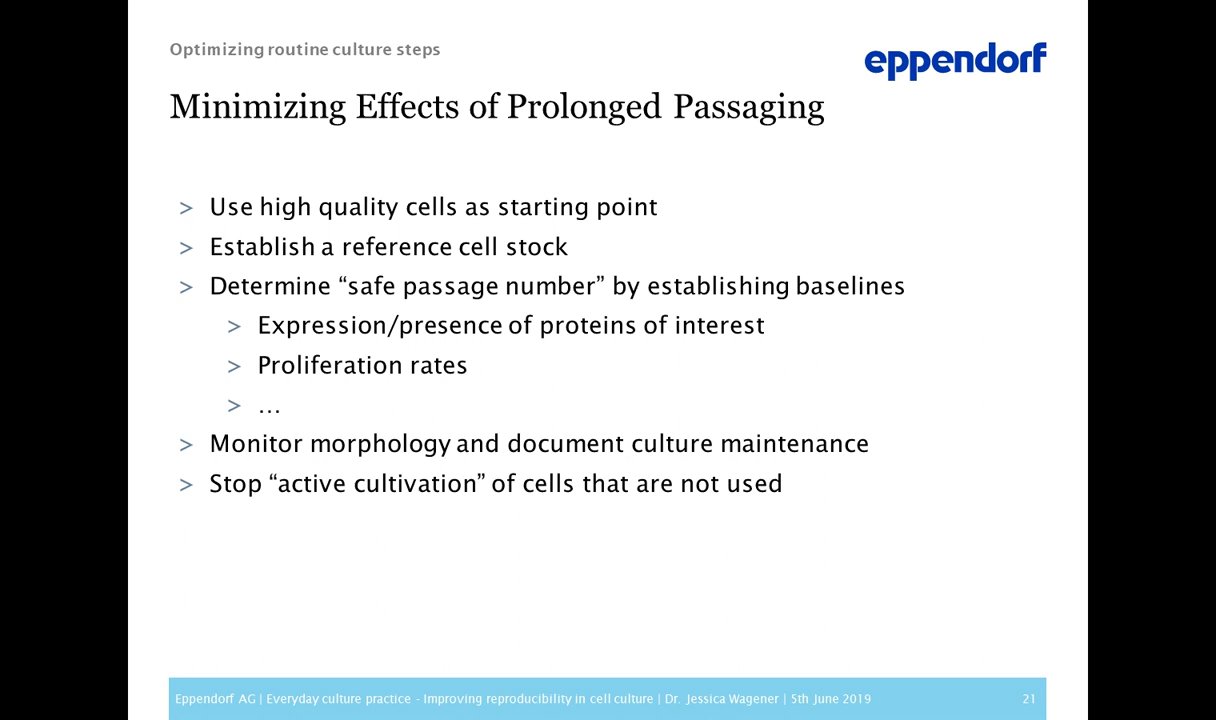 Optimizing routine culture steps
eppendorf
Minimizing Effects of Prolonged Passaging
> Use high quality cells as starting point
> Establish a reference cell stock
> Determine “safe passage number” by establishing baselines
> Expression/presence of proteins of interest
> Proliferation rates
> …
> Monitor morphology and document culture maintenance
> Stop “active cultivation” of cells that are not used
Eppendorf AG | Everyday culture practice - Improving reproducibility in cell culture | Dr. Jessica Wagener | 5th June 2019 21